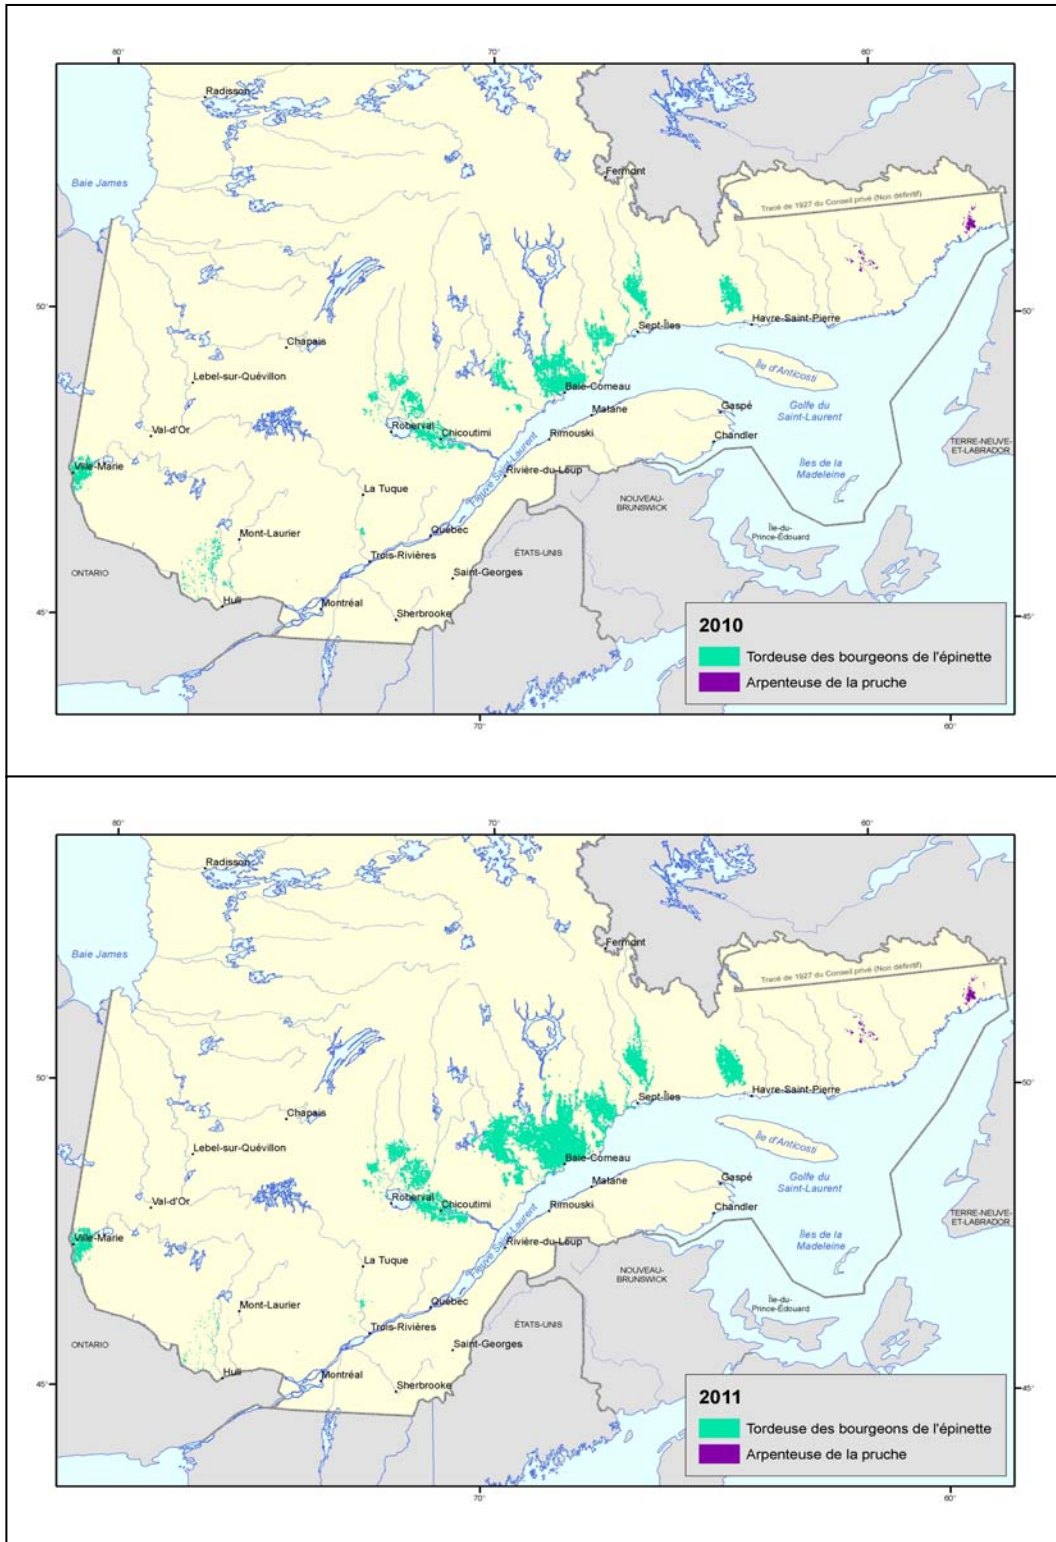 80°
70°
60°
Radisson
Baie James
Fermont
Tracé de 1927 du Conseil privé (Non définitif)
50°
50°
Sept-Îles
Havre-Saint-Pierre
Chapais
Île d'Anticosti
Lebel-sur-Quévillon
Baie-Comeau
Matane
Gaspé
Golfe du
Saint-Laurent
Val-d'Or
Roberval
Chicoutimi
Rimouski
Chandler
TERRE-NEUVE-
ET-LABRADOR
Ville-Marie
Fleuve Saint-Laurent
Rivière-du-Loup
Îles de la
Madeleine
La Tuque
NOUVEAU-
BRUNSWICK
Mont-Laurier
Québec
ÉTATS-UNIS
Île-du-
Prince-Édouard
Trois-Rivières
ONTARIO
Saint-Georges
Hull
Montréal
Sherbrooke
45°
45°
2010
Tordeuse des bourgeons de l'épinette
Arpenteuse de la pruche
70°
60°
80°
70°
60°
Radisson
Baie James
Fermont
Tracé de 1927 du Conseil privé (Non définitif)
50°
50°
Sept-Îles
Havre-Saint-Pierre
Chapais
Île d'Anticosti
Lebel-sur-Quévillon
Baie-Comeau
Matane
Gaspé
Golfe du
Saint-Laurent
Val-d'Or
Roberval
Chicoutimi
Rimouski
Chandler
TERRE-NEUVE-
ET-LABRADOR
Ville-Marie
Fleuve Saint-Laurent
Rivière-du-Loup
Îles de la
Madeleine
La Tuque
NOUVEAU-
BRUNSWICK
Mont-Laurier
Québec
ÉTATS-UNIS
Île-du-
Prince-Édouard
Trois-Rivières
ONTARIO
Saint-Georges
Hull
Montréal
Sherbrooke
45°
45°
2011
Tordeuse des bourgeons de l'épinette
Arpenteuse de la pruche
70°
60°